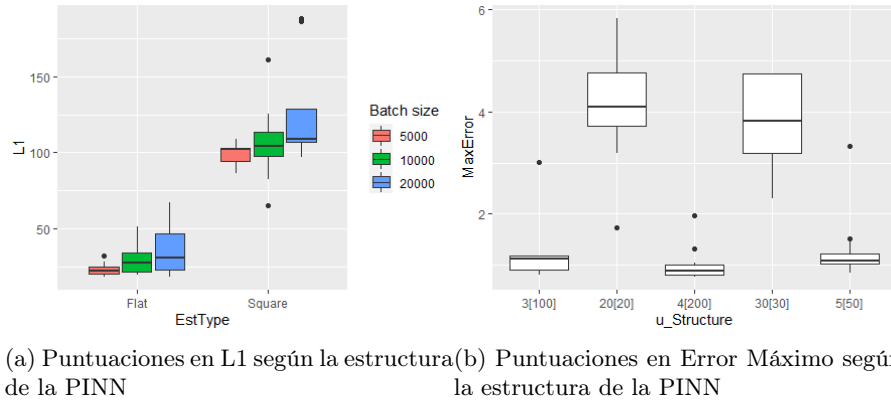 150
100
50
L1
Flat
Square
EstType
Batch size
5000
10000
20000
6
4
2
MaxError
3[100]
20[20]
4[200]
30[30]
5[50]
u_Structure
(a) Puntuaciones en L1 según la estructura
de la PINN
(b) Puntuaciones en Error Máximo según
la estructura de la PINN